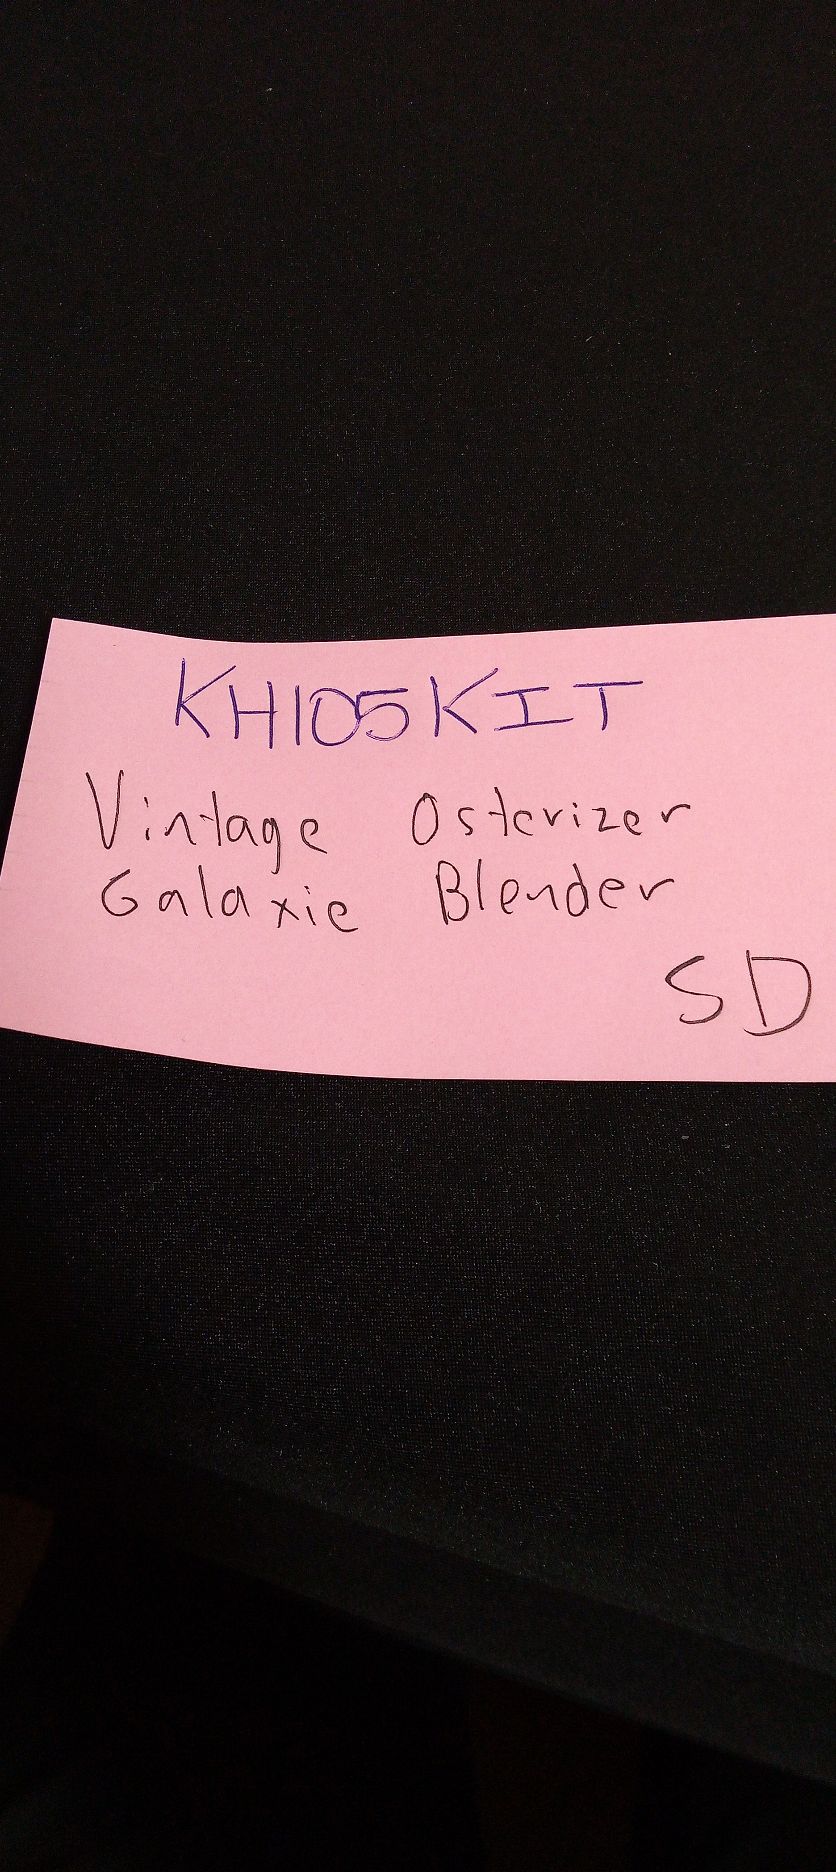 KH105KIT
Vintage Osterizer
Galaxie Blender
SD